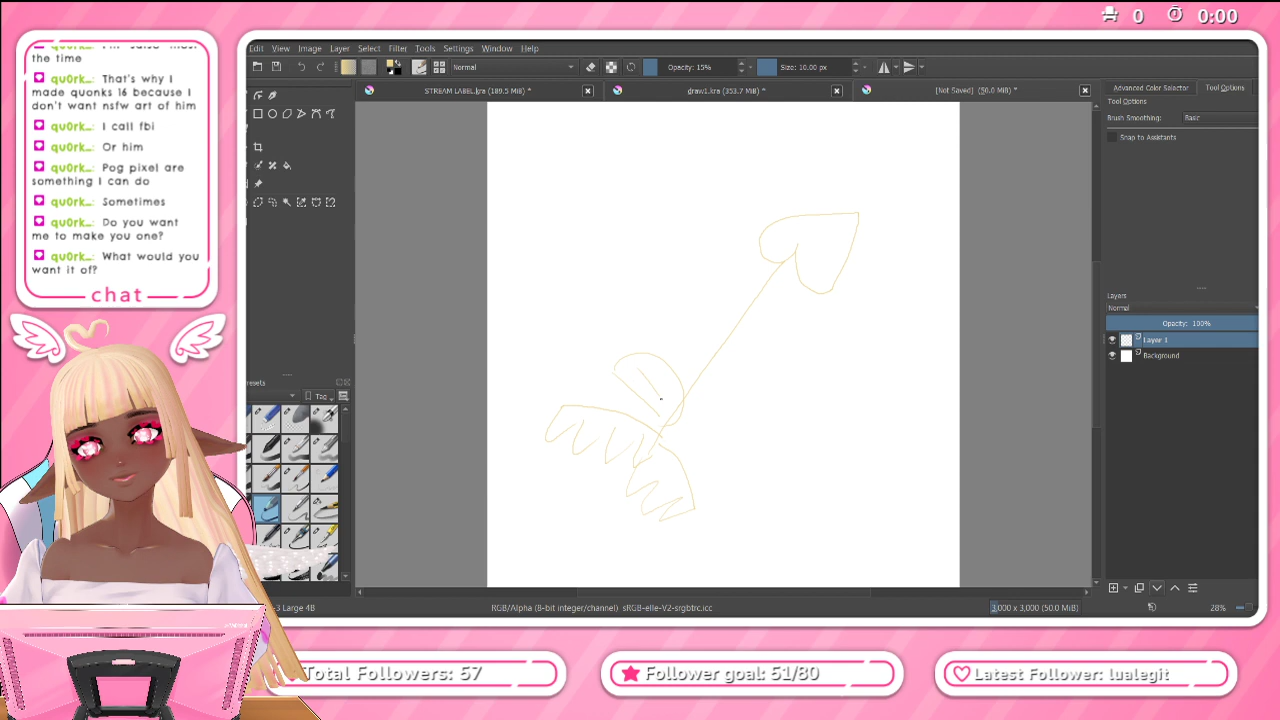 0 0:00
the time
qu0rk_: That's why I
made quonks 16 because I
don't want nsfw art of him
qu0rk_: I call fbi
qu0rk_: Or him
qu0rk_: Pog pixel are
something I can do
qu0rk_: Sometimes
qu0rk_: Do you want
me to make you one?
qu0rk_: What would you
want it of?
chat
Edit View Image Layer Select Filter Tools Settings Window Help
Normal Opacity: 15% Size: 10.00 px
STREAM LABEL.kra (189.5 MiB) * draw1.kra (353.7 MiB) * [Not Saved] (50.0 MiB) *
Advanced Color Selector Tool Options
Tool Options
Brush Smoothing: Basic
Snap to Assistants
Layers
Normal
Opacity: 100%
Layer 1
Background
esets
Tag
-3 Large 4B RGB/Alpha (8-bit integer/channel) sRGB-elle-V2-srgbtrc.icc 3,000 x 3,000 (50.0 MiB) 28%
Total Followers: 57 Follower goal: 51/80 Latest Follower: lualegit